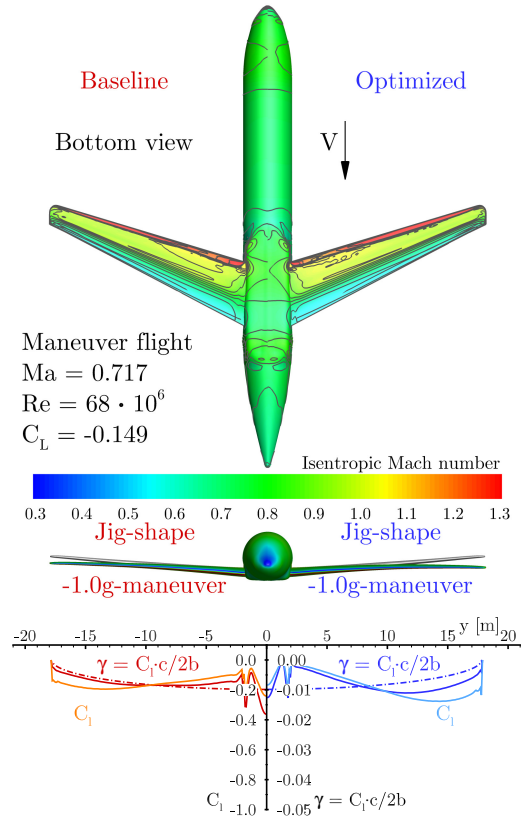 Baseline Optimized
Bottom view V
Maneuver flight
Ma = 0.717
Re = 68 · 10⁶
C_L = -0.149
Isentropic Mach number
0.3 0.4 0.5 0.6 0.7 0.8 0.9 1.0 1.1 1.2 1.3
Jig-shape Jig-shape
-1.0g-maneuver -1.0g-maneuver
y [m]
-20 -15 -10 -5 0 5 10 15 20
γ = C_l·c/2b γ = C_l·c/2b
C_l C_l
0.0 0.00
-0.2 -0.01
-0.4 -0.02
-0.6 -0.03
-0.8 -0.04
-1.0 -0.05
C_l γ = C_l·c/2b